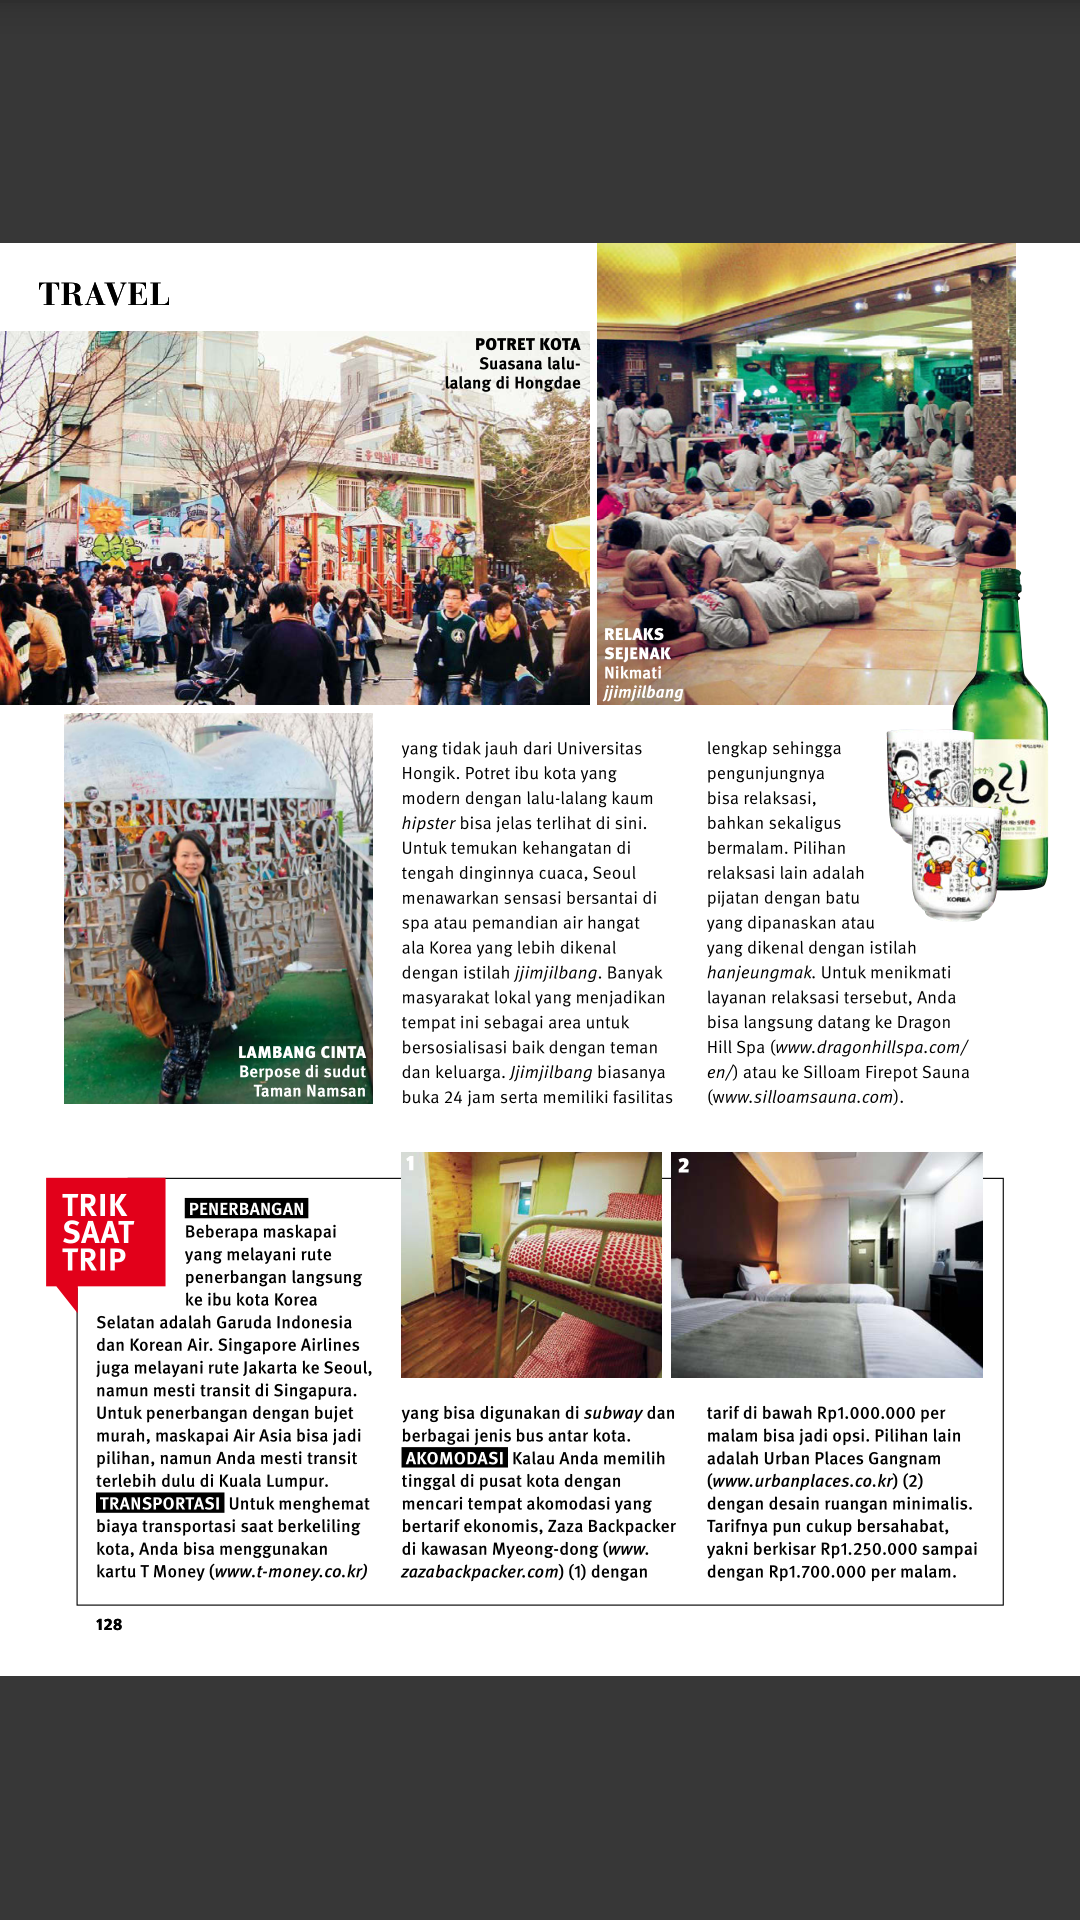 TRAVEL
POTRET KOTA
Suasana lalu-
lalang di Hongdae
RELAKS
SEJENAK
Nikmati
jjimjilbang
LAMBANG CINTA
Berpose di sudut
Taman Namsan
yang tidak jauh dari Universitas
Hongik. Potret ibu kota yang
modern dengan lalu-lalang kaum
hipster bisa jelas terlihat di sini.
Untuk temukan kehangatan di
tengah dinginnya cuaca, Seoul
menawarkan sensasi bersantai di
spa atau pemandian air hangat
ala Korea yang lebih dikenal
dengan istilah jjimjilbang. Banyak
masyarakat lokal yang menjadikan
tempat ini sebagai area untuk
bersosialisasi baik dengan teman
dan keluarga. Jjimjilbang biasanya
buka 24 jam serta memiliki fasilitas
lengkap sehingga
pengunjungnya
bisa relaksasi,
bahkan sekaligus
bermalam. Pilihan
relaksasi lain adalah
pijatan dengan batu
yang dipanaskan atau
yang dikenal dengan istilah
hanjeungmak. Untuk menikmati
layanan relaksasi tersebut, Anda
bisa langsung datang ke Dragon
Hill Spa (www.dragonhillspa.com/
en/) atau ke Silloam Firepot Sauna
(www.silloamsauna.com).
KOREA
SPRING WHEN SEOUL
TRIK
SAAT
TRIP
PENERBANGAN
Beberapa maskapai
yang melayani rute
penerbangan langsung
ke ibu kota Korea
Selatan adalah Garuda Indonesia
dan Korean Air. Singapore Airlines
juga melayani rute Jakarta ke Seoul,
namun mesti transit di Singapura.
Untuk penerbangan dengan bujet
murah, maskapai Air Asia bisa jadi
pilihan, namun Anda mesti transit
terlebih dulu di Kuala Lumpur.
TRANSPORTASI Untuk menghemat
biaya transportasi saat berkeliling
kota, Anda bisa menggunakan
kartu T Money (www.t-money.co.kr)
1
2
yang bisa digunakan di subway dan
berbagai jenis bus antar kota.
AKOMODASI Kalau Anda memilih
tinggal di pusat kota dengan
mencari tempat akomodasi yang
bertarif ekonomis, Zaza Backpacker
di kawasan Myeong-dong (www.
zazabackpacker.com) (1) dengan
tarif di bawah Rp1.000.000 per
malam bisa jadi opsi. Pilihan lain
adalah Urban Places Gangnam
(www.urbanplaces.co.kr) (2)
dengan desain ruangan minimalis.
Tarifnya pun cukup bersahabat,
yakni berkisar Rp1.250.000 sampai
dengan Rp1.700.000 per malam.
128